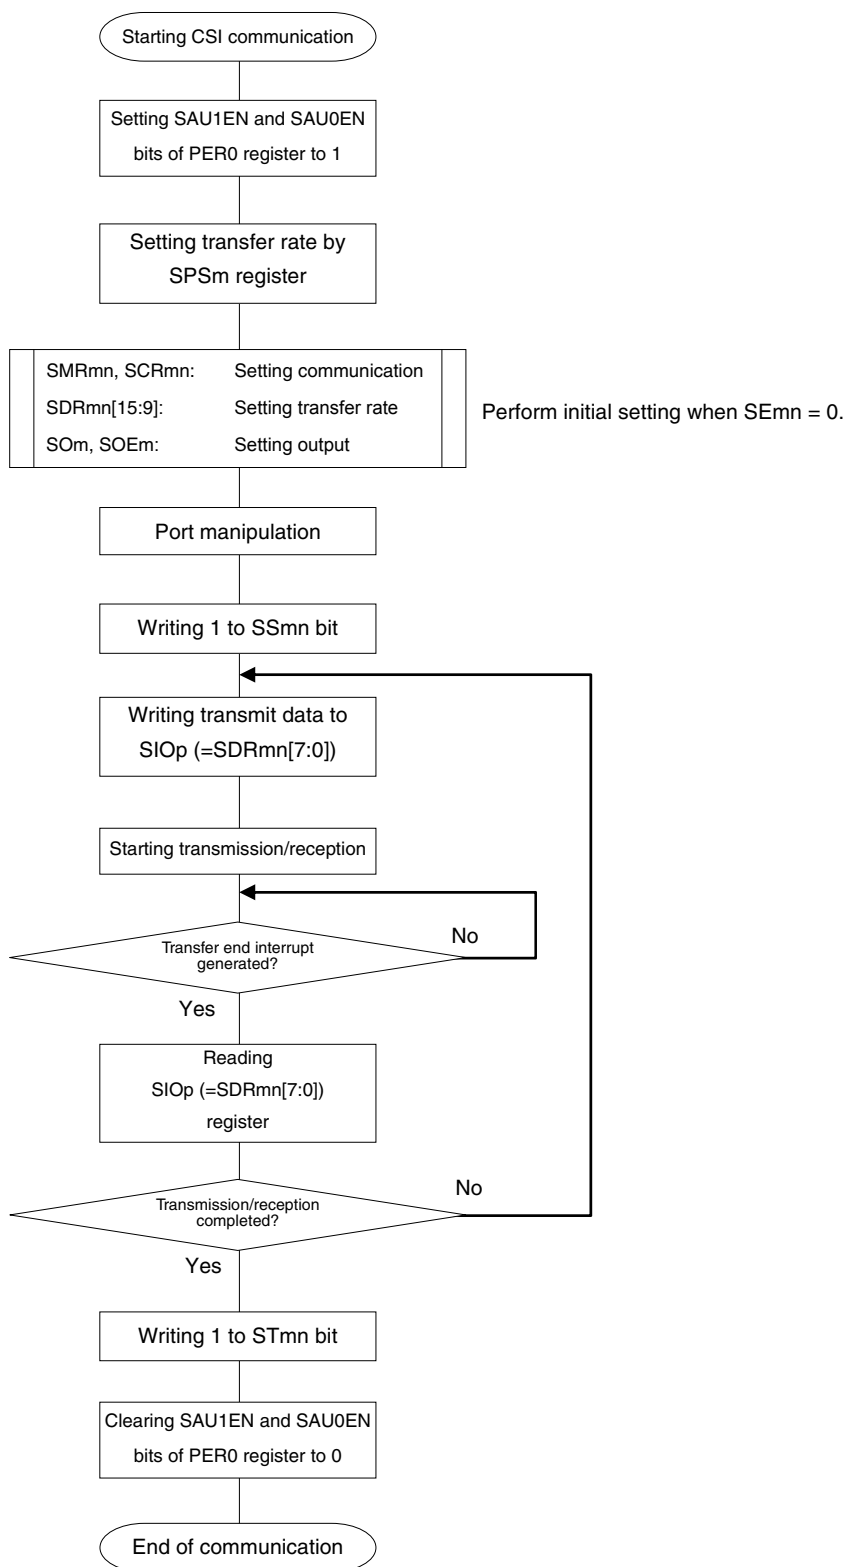 Starting CSI communication
Setting SAU1EN and SAU0EN
bits of PER0 register to 1
Setting transfer rate by
SPSm register
SMRmn, SCRmn: Setting communication
SDRmn[15:9]: Setting transfer rate
SOm, SOEm: Setting output
Perform initial setting when SEmn = 0.
Port manipulation
Writing 1 to SSmn bit
Writing transmit data to
SIOp (=SDRmn[7:0])
Starting transmission/reception
Transfer end interrupt
generated?
No
Yes
Reading
SIOp (=SDRmn[7:0])
register
Transmission/reception
completed?
No
Yes
Writing 1 to STmn bit
Clearing SAU1EN and SAU0EN
bits of PER0 register to 0
End of communication